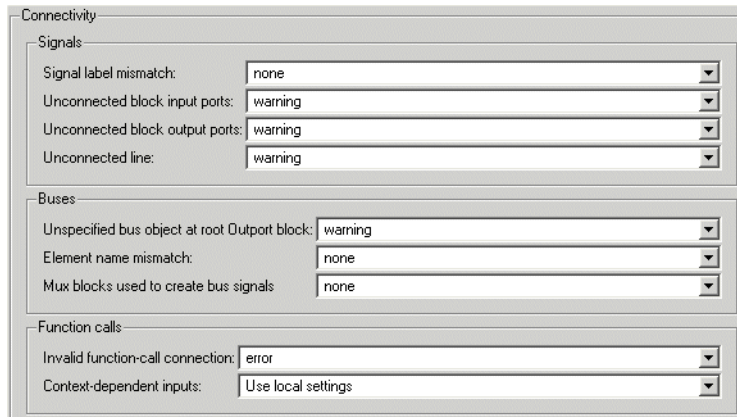 Connectivity
Signals
Signal label mismatch: none
Unconnected block input ports: warning
Unconnected block output ports: warning
Unconnected line: warning
Buses
Unspecified bus object at root Outport block: warning
Element name mismatch: none
Mux blocks used to create bus signals none
Function calls
Invalid function-call connection: error
Context-dependent inputs: Use local settings